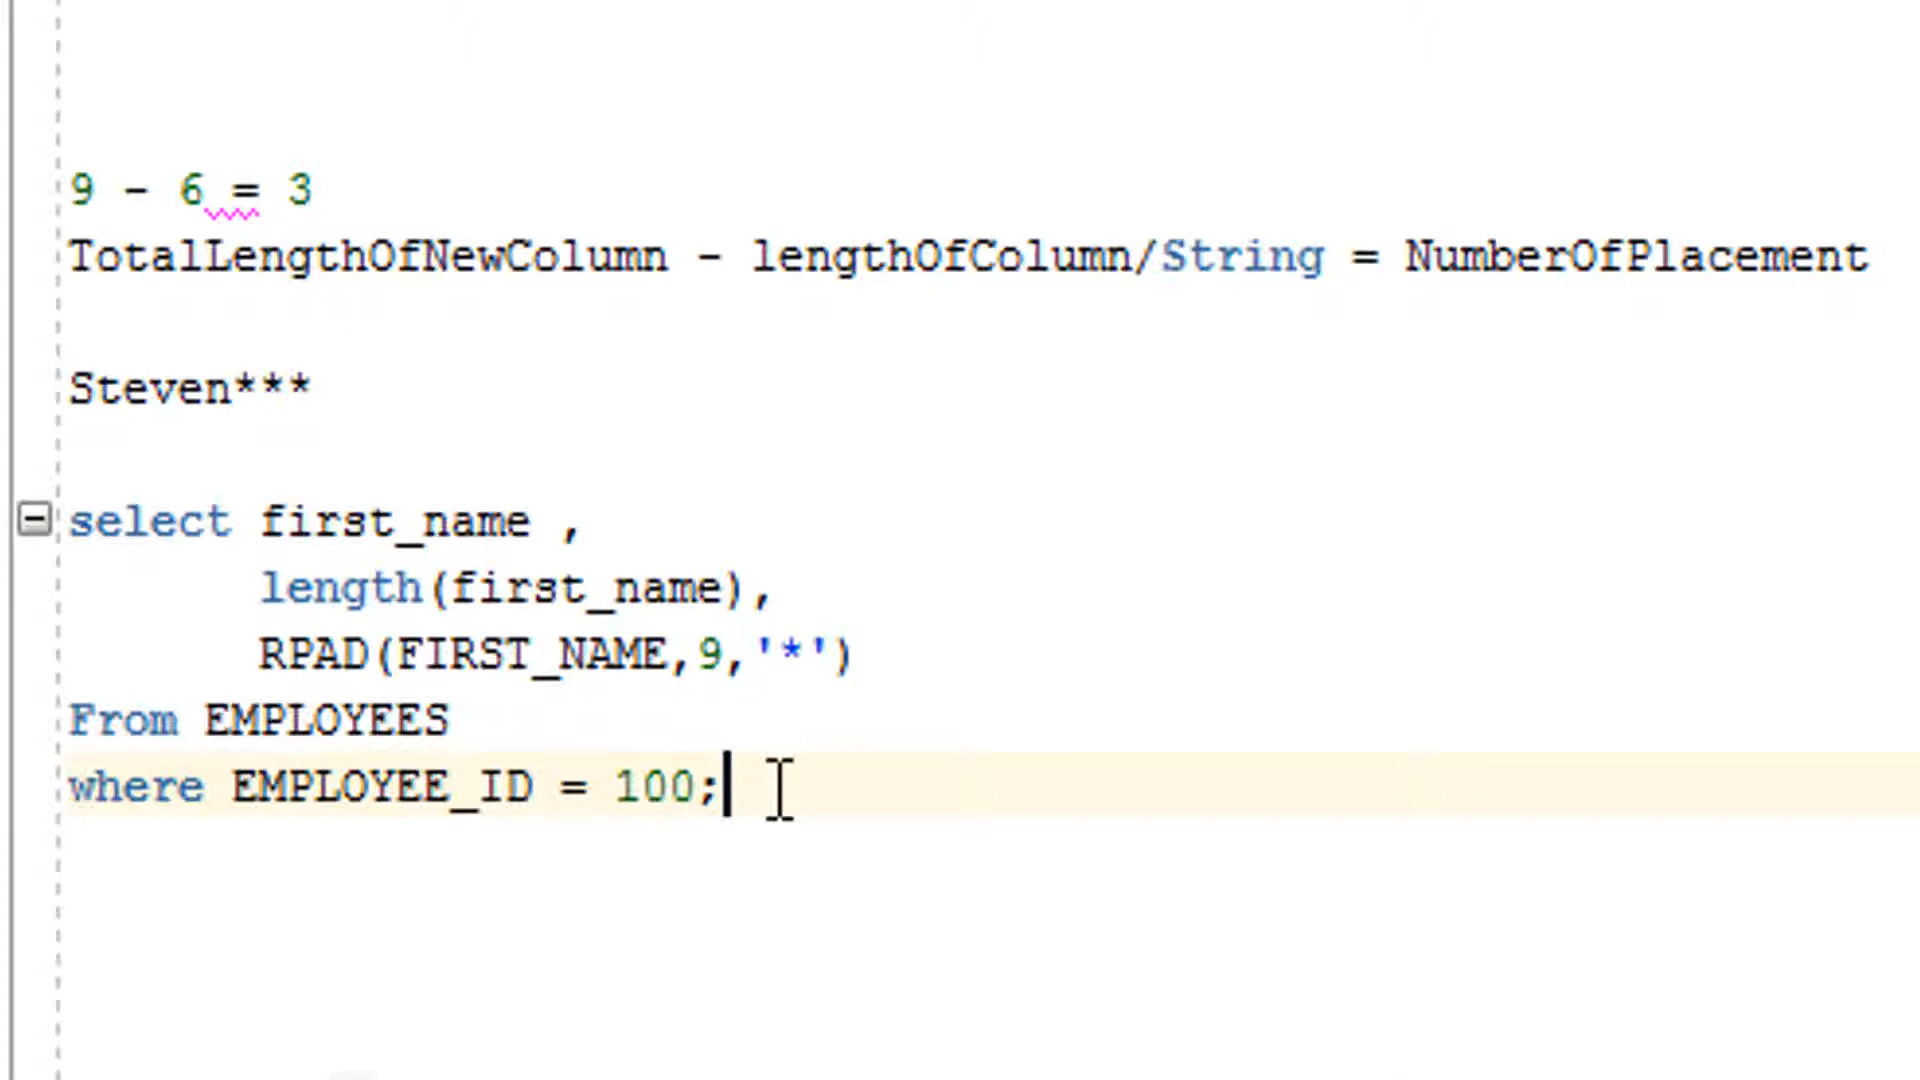 9 - 6 = 3
TotalLengthOfNewColumn - lengthOfColumn/String = NumberOfPlacement
Steven***
select first_name ,
length(first_name),
RPAD(FIRST_NAME,9,'*')
From EMPLOYEES
where EMPLOYEE_ID = 100;